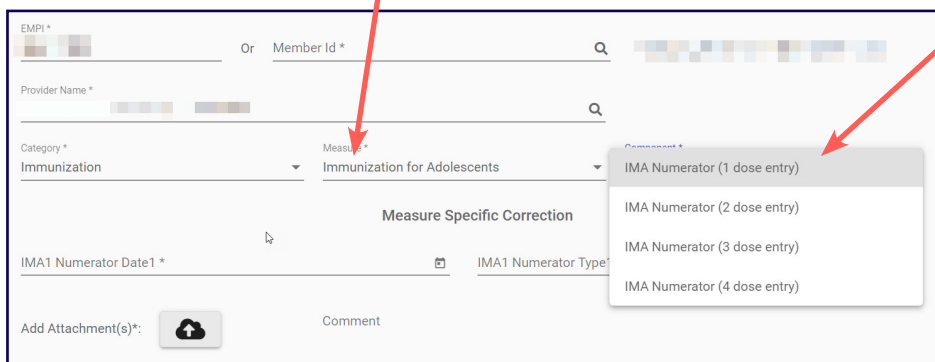 EMPI *
Or Member Id *
Provider Name *
Category * Measure * Component *
Immunization Immunization for Adolescents IMA Numerator (1 dose entry)
IMA Numerator (2 dose entry)
Measure Specific Correction
IMA Numerator (3 dose entry)
IMA1 Numerator Date1 * IMA1 Numerator Type1
IMA Numerator (4 dose entry)
Add Attachment(s)*: Comment